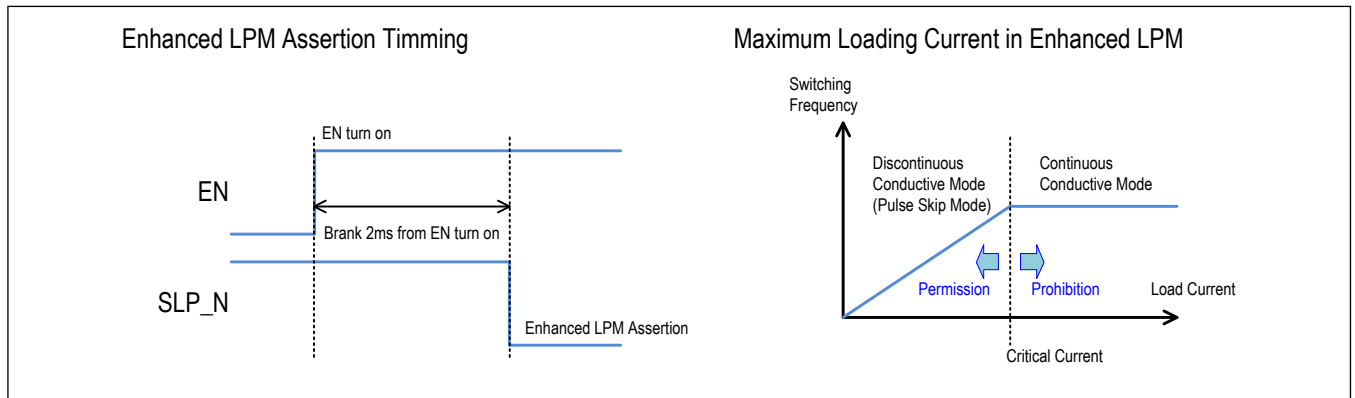 Enhanced LPM Assertion Timming
EN turn on
EN
Brank 2ms from EN turn on
SLP_N
Enhanced LPM Assertion
Maximum Loading Current in Enhanced LPM
Switching
Frequency
Discontinuous
Conductive Mode
(Pulse Skip Mode)
Continuous
Conductive Mode
Permission
Prohibition
Load Current
Critical Current